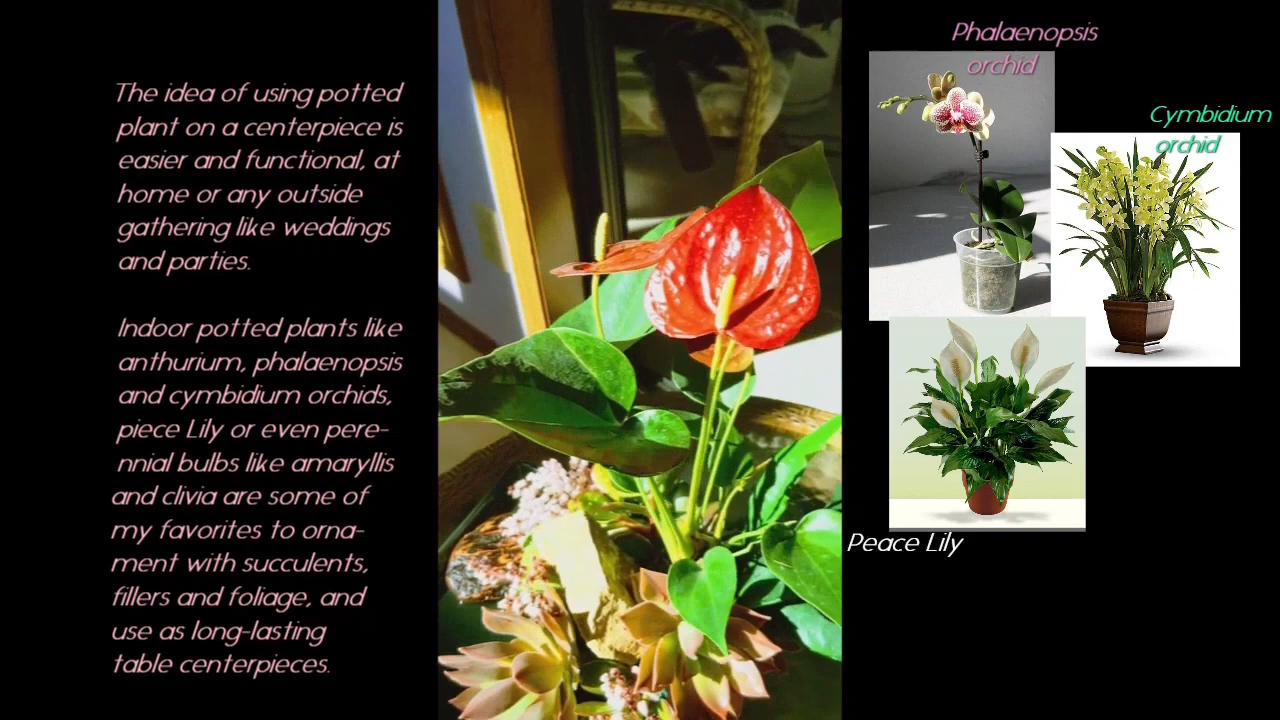 The idea of using potted
plant on a centerpiece is
easier and functional, at
home or any outside
gathering like weddings
and parties.
Indoor potted plants like
anthurium, phalaenopsis
and cymbidium orchids,
piece Lily or even pere-
nnial bulbs like amaryllis
and clivia are some of
my favorites to orna-
ment with succulents,
fillers and foliage, and
use as long-lasting
table centerpieces.
Phalaenopsis
orchid
Cymbidium
orchid
Peace Lily